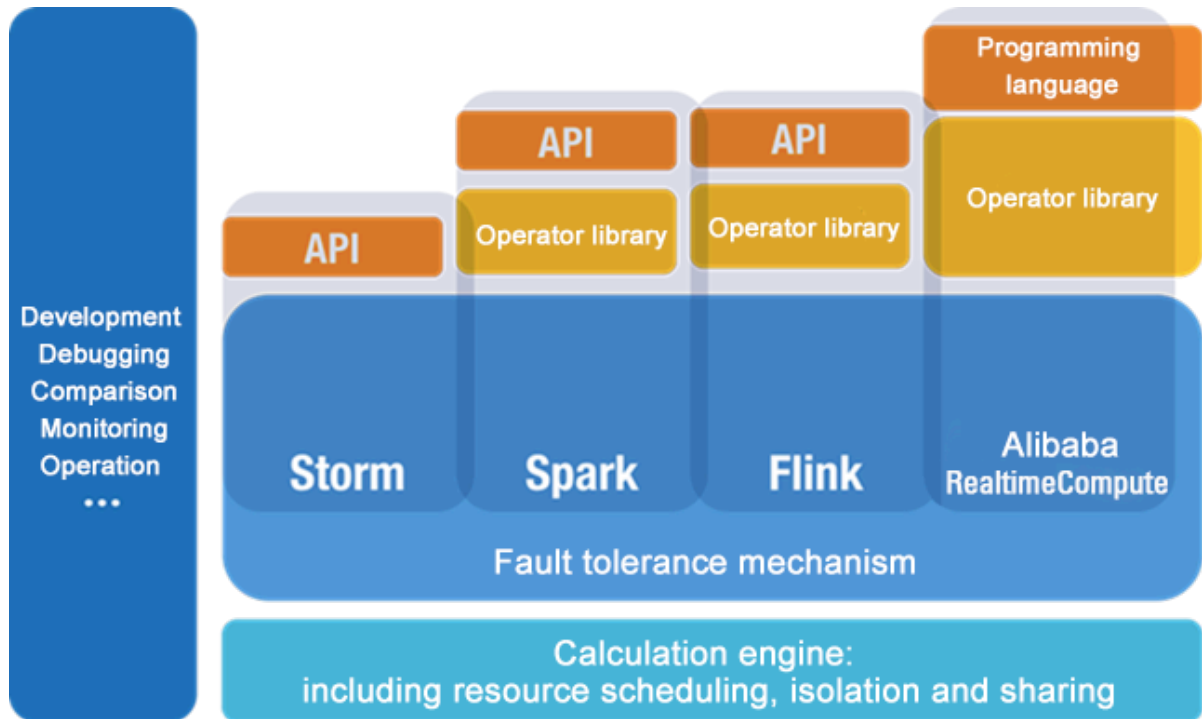 Development
Debugging
Comparison
Monitoring
Operation
...
API
Storm
API
Operator library
Spark
API
Operator library
Flink
Programming
language
Operator library
Alibaba
RealtimeCompute
Fault tolerance mechanism
Calculation engine:
including resource scheduling, isolation and sharing